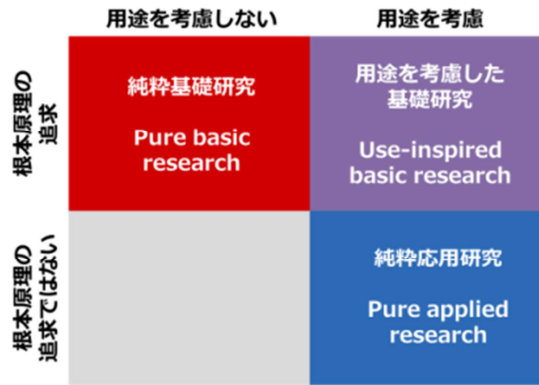 用途を考慮しない
用途を考慮
根本原理の
追求
純粋基礎研究
Pure basic
research
用途を考慮した
基礎研究
Use-inspired
basic research
根本原理の
追求ではない
純粋応用研究
Pure applied
research